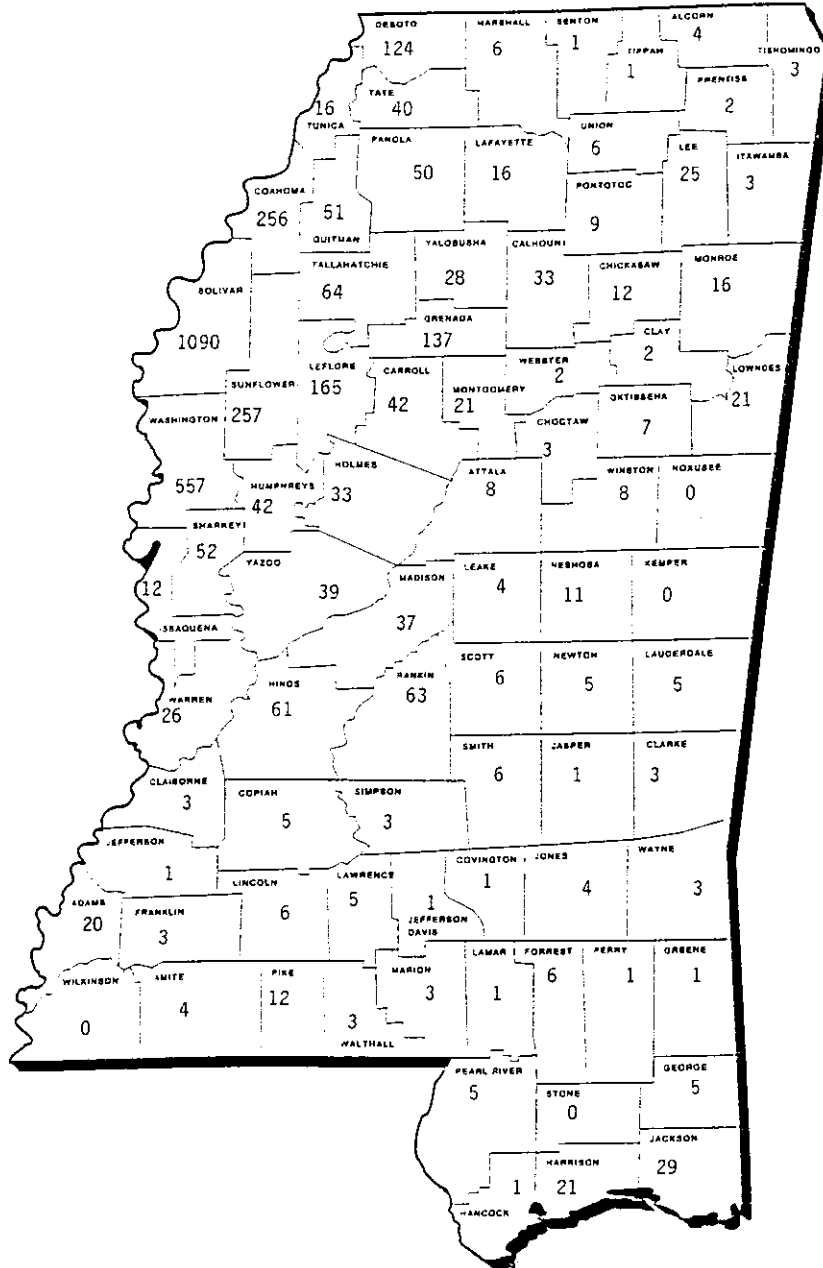 DESOTO
124
MARSHALL
6
BENTON
1
TIPPAH
1
ALCORN
4
TISHOMINGO
3
PRENTISS
2
16
TUNICA
TATE
40
PANOLA
50
LAFAYETTE
16
UNION
6
LEE
25
ITAWAMBA
3
PONTOTOC
9
COAHOMA
256
51
QUITMAN
YALOBUSHA
28
CALHOUN
33
CHICKASAW
12
MONROE
16
BOLIVAR
1090
TALLAHATCHIE
64
GRENADA
137
CLAY
2
WEBSTER
2
LOWNDES
21
SUNFLOWER
257
LEFLORE
165
CARROLL
42
MONTGOMERY
21
CHOCTAW
3
OKTIBBEHA
7
WASHINGTON
557
HUMPHREYS
42
HOLMES
33
ATTALA
8
WINSTON
8
NOXUBEE
0
SHARKEY
52
12
ISSAQUENA
YAZOO
39
MADISON
37
LEAKE
4
NESHOBA
11
KEMPER
0
WARREN
26
HINDS
61
RANKIN
63
SCOTT
6
NEWTON
5
LAUDERDALE
5
SMITH
6
JASPER
1
CLARKE
3
CLAIBORNE
3
COPIAH
5
SIMPSON
3
JEFFERSON
1
LINCOLN
6
LAWRENCE
5
1
JEFFERSON
DAVIS
COVINGTON
1
JONES
4
WAYNE
3
ADAMS
20
FRANKLIN
3
WILKINSON
0
AMITE
4
PIKE
12
3
WALTHALL
MARION
3
LAMAR
1
FORREST
6
PERRY
1
GREENE
1
PEARL RIVER
5
STONE
0
GEORGE
5
1
HANCOCK
HARRISON
21
JACKSON
29